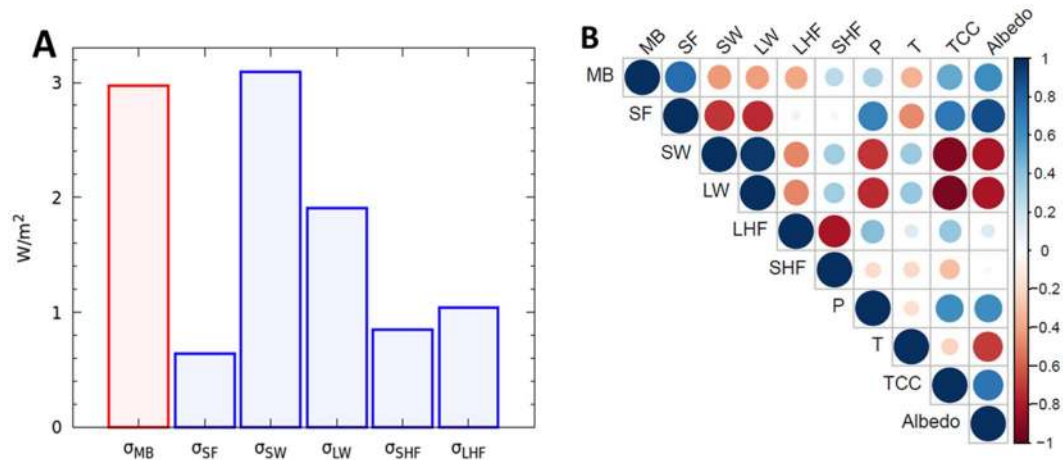 A
W/m²
3
2
1
0
σMB σSF σSW σLW σSHF σLHF
B
MB SF SW LW LHF SHF P T TCC Albedo
MB
SF
SW
LW
LHF
SHF
P
T
TCC
Albedo
1
0.8
0.6
0.4
0.2
0
-0.2
-0.4
-0.6
-0.8
-1